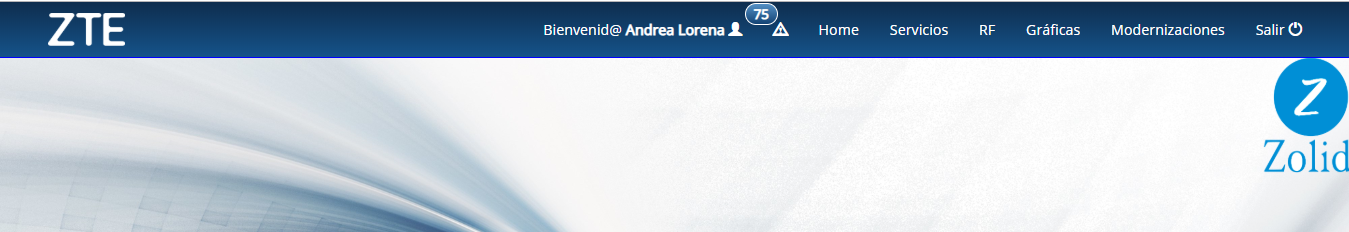 75
ZTE Bienvenid@ Andrea Lorena Home Servicios RF Gráficas Modernizaciones Salir
Z
Zolid